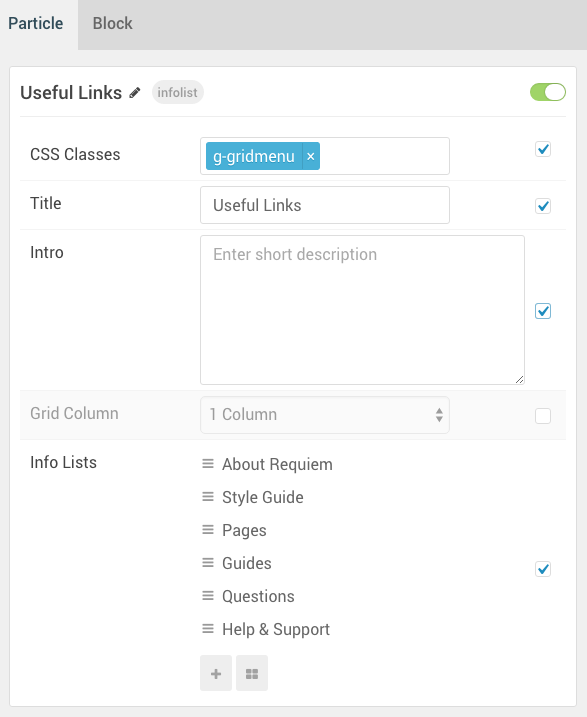 Particle Block
Useful Links infolist
CSS Classes g-gridmenu ×
Title Useful Links
Intro Enter short description
Grid Column 1 Column
Info Lists About Requiem
Style Guide
Pages
Guides
Questions
Help & Support